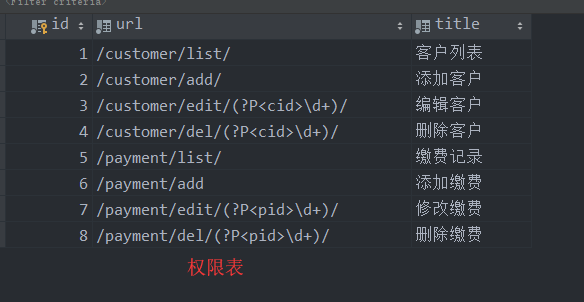 <Filter criteria>
id url title
1 /customer/list/ 客户列表
2 /customer/add/ 添加客户
3 /customer/edit/(?P<cid>\d+)/ 编辑客户
4 /customer/del/(?P<cid>\d+)/ 删除客户
5 /payment/list/ 缴费记录
6 /payment/add 添加缴费
7 /payment/edit/(?P<pid>\d+)/ 修改缴费
8 /payment/del/(?P<pid>\d+)/ 删除缴费
权限表